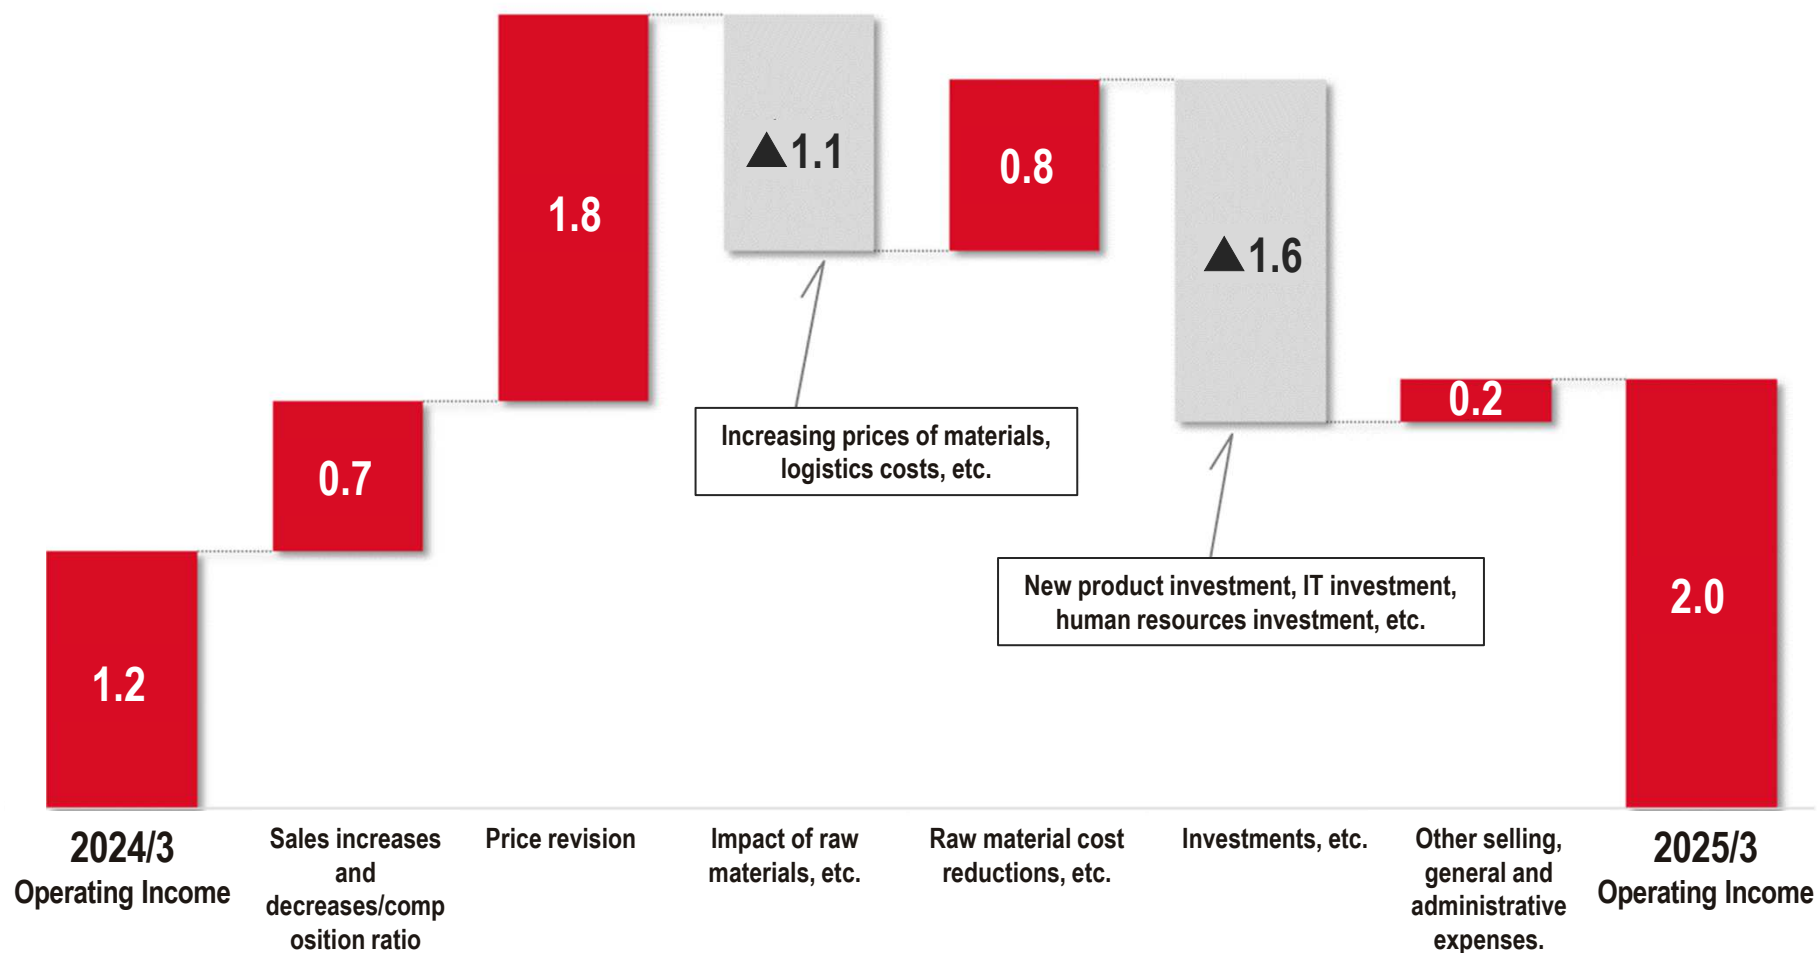 1.8
▲1.1
0.8
▲1.6
0.2
0.7
1.2
2.0
Increasing prices of materials,
logistics costs, etc.
New product investment, IT investment,
human resources investment, etc.
2024/3
Operating Income
Sales increases
and
decreases/comp
osition ratio
Price revision
Impact of raw
materials, etc.
Raw material cost
reductions, etc.
Investments, etc.
Other selling,
general and
administrative
expenses.
2025/3
Operating Income